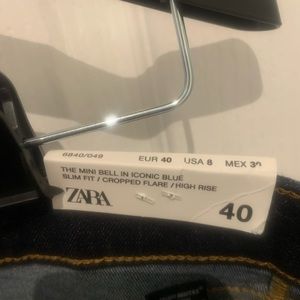 6840/049 EUR 40 USA 8 MEX 30
THE MINI BELL IN ICONIC BLUE
SLIM FIT / CROPPED FLARE / HIGH RISE
ZARA
40